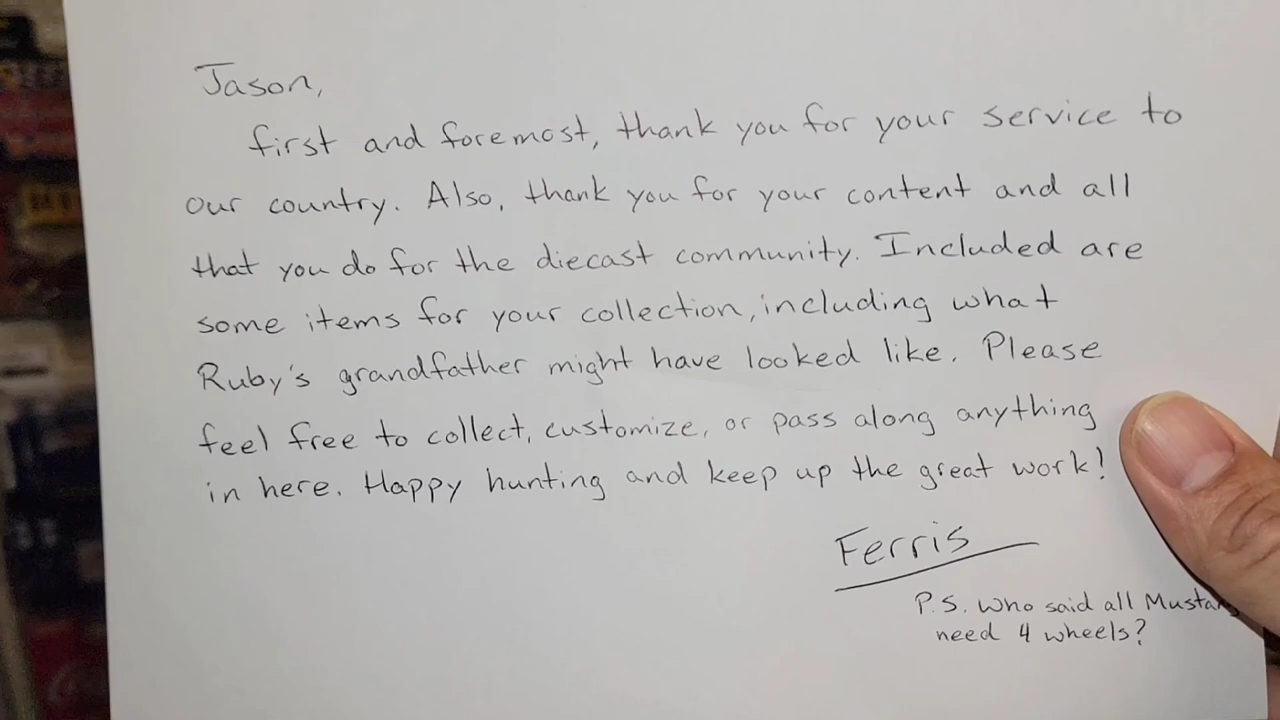 Jason,
first and foremost, thank you for your service to
our country. Also, thank you for your content and all
that you do for the diecast community. Included are
some items for your collection, including what
Ruby's grandfather might have looked like. Please
feel free to collect, customize, or pass along anything
in here. Happy hunting and keep up the great work!
Ferris
P.S. Who said all Mustan
need 4 wheels?